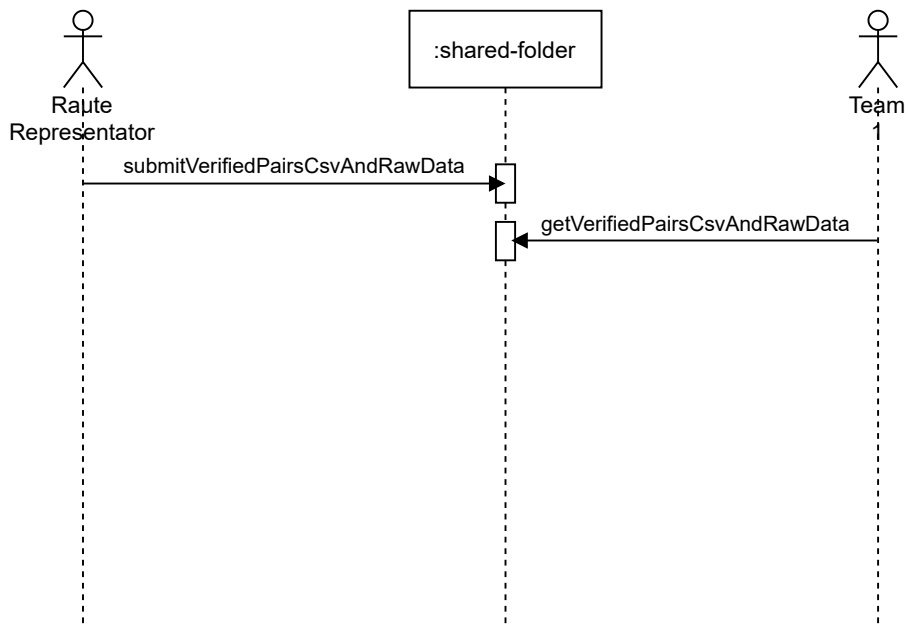 :shared-folder
Raute
Representator
Team
1
submitVerifiedPairsCsvAndRawData
getVerifiedPairsCsvAndRawData